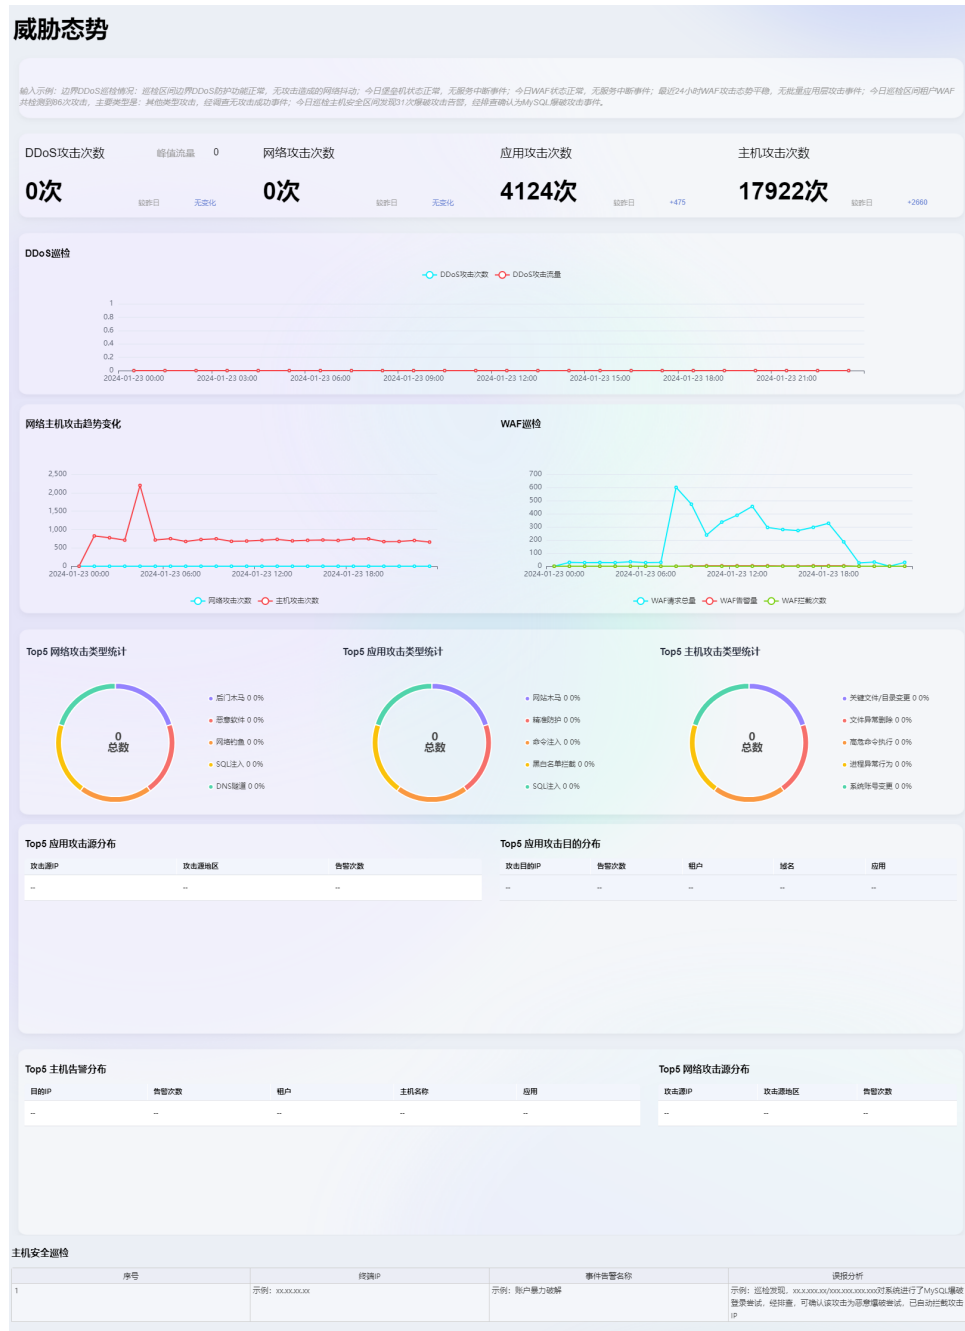 威胁态势
输入示例：边界DDoS巡检情况：巡检区间边界DDoS防护功能正常，无攻击造成的网络抖动；今日堡垒机状态正常，无服务中断事件；今日WAF状态正常，无服务中断事件；最近24小时WAF攻击态势平稳，无批量应用层攻击事件；今日巡检区间租户WAF
共检测到86次攻击，主要类型是：其他类型攻击，经调查无攻击成功事件；今日巡检主机安全区间发现31次爆破攻击告警，经排查确认为MySQL爆破攻击事件。
DDoS攻击次数 峰值流量 0 网络攻击次数 应用攻击次数 主机攻击次数
0次 较昨日 无变化 0次 较昨日 无变化 4124次 较昨日 +475 17922次 较昨日 +2660
DDoS巡检
DDoS攻击次数 DDoS攻击流量
1
0.8
0.6
0.4
0.2
0
2024-01-23 00:00 2024-01-23 03:00 2024-01-23 06:00 2024-01-23 09:00 2024-01-23 12:00 2024-01-23 15:00 2024-01-23 18:00 2024-01-23 21:00
网络主机攻击趋势变化
2,500
2,000
1,500
1,000
500
0
2024-01-23 00:00 2024-01-23 06:00 2024-01-23 12:00 2024-01-23 18:00
网络攻击次数 主机攻击次数
WAF巡检
700
600
500
400
300
200
100
0
2024-01-23 00:00 2024-01-23 06:00 2024-01-23 12:00 2024-01-23 18:00
WAF请求总量 WAF告警量 WAF拦截次数
Top5 网络攻击类型统计
0
总数
后门木马 0 0%
恶意软件 0 0%
网络钓鱼 0 0%
SQL注入 0 0%
DNS隧道 0 0%
Top5 应用攻击类型统计
0
总数
网站木马 0 0%
精准防护 0 0%
命令注入 0 0%
黑白名单拦截 0 0%
SQL注入 0 0%
Top5 主机攻击类型统计
0
总数
关键文件/目录变更 0 0%
文件异常删除 0 0%
高危命令执行 0 0%
进程异常行为 0 0%
系统账号变更 0 0%
Top5 应用攻击源分布
攻击源IP 攻击源地区 告警次数
-- -- --
Top5 应用攻击目的分布
攻击目的IP 告警次数 租户 域名 应用
-- -- -- -- --
Top5 主机告警分布
目的IP 告警次数 租户 主机名称 应用
-- -- -- -- --
Top5 网络攻击源分布
攻击源IP 攻击源地区 告警次数
-- -- --
主机安全巡检
序号 终端IP 事件告警名称 误报分析
1 示例：xx.xx.xx.xx 示例：账户暴力破解 示例：巡检发现，xx.x.xxx.xx/xxx.xxx.xxx.xxx对系统进行了MySQL爆破
登录尝试，经排查，可确认该攻击为恶意爆破尝试，已自动拦截攻击
IP